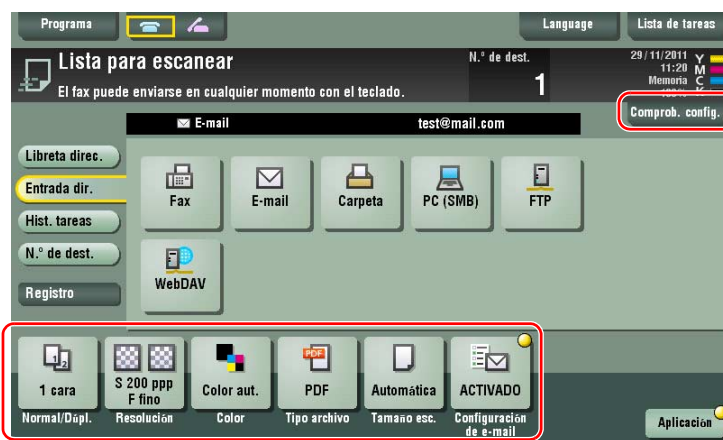 Programa
Language
Lista de tareas
Lista para escanear
N.º de dest.
29/11/2011
11:20
Memoria
100%
Y
M
C
K
El fax puede enviarse en cualquier momento con el teclado.
1
Comprob. config.
E-mail
test@mail.com
Libreta direc.
Entrada dir.
Hist. tareas
N.º de dest.
Registro
Fax
E-mail
Carpeta
PC (SMB)
FTP
WebDAV
1 cara
S 200 ppp
F fino
Color aut.
PDF
PDF
Automática
ACTIVADO
Normal/Dúpl.
Resolución
Color
Tipo archivo
Tamaño esc.
Configuración
de e-mail
Aplicación